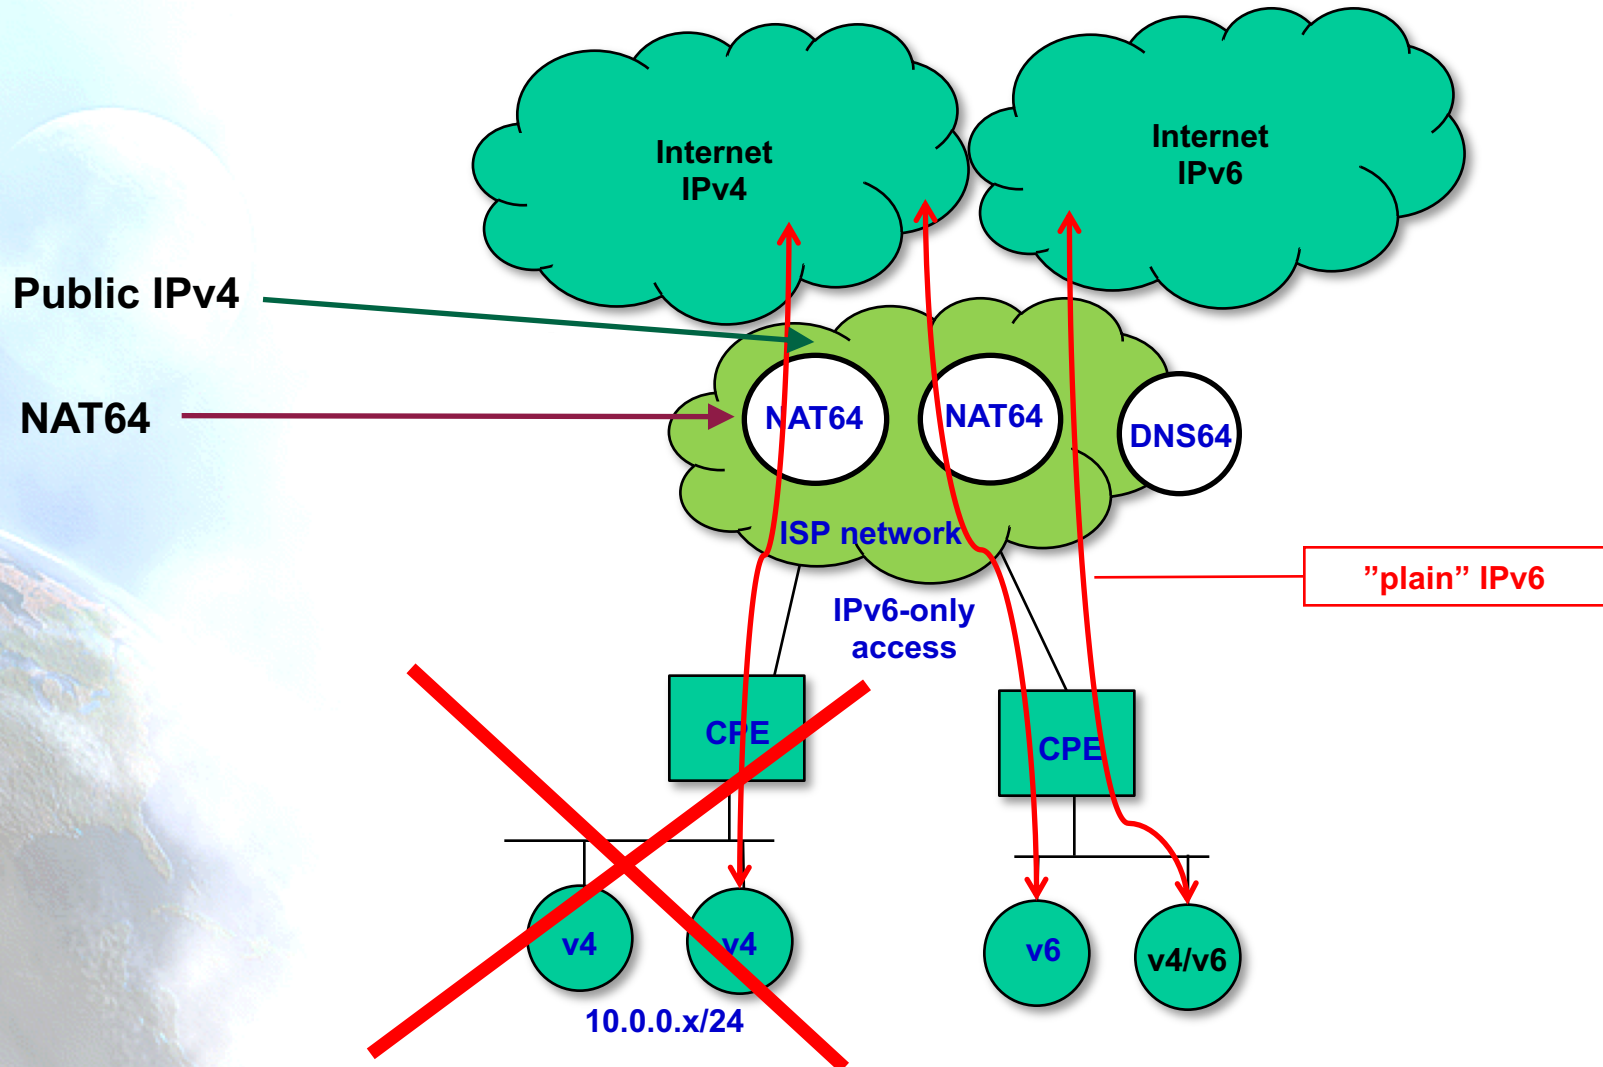 Internet
IPv4
Internet
IPv6
Public IPv4
NAT64
NAT64
NAT64
DNS64
ISP network
”plain” IPv6
IPv6-only
access
CPE
CPE
v4
v4
v6
v4/v6
10.0.0.x/24